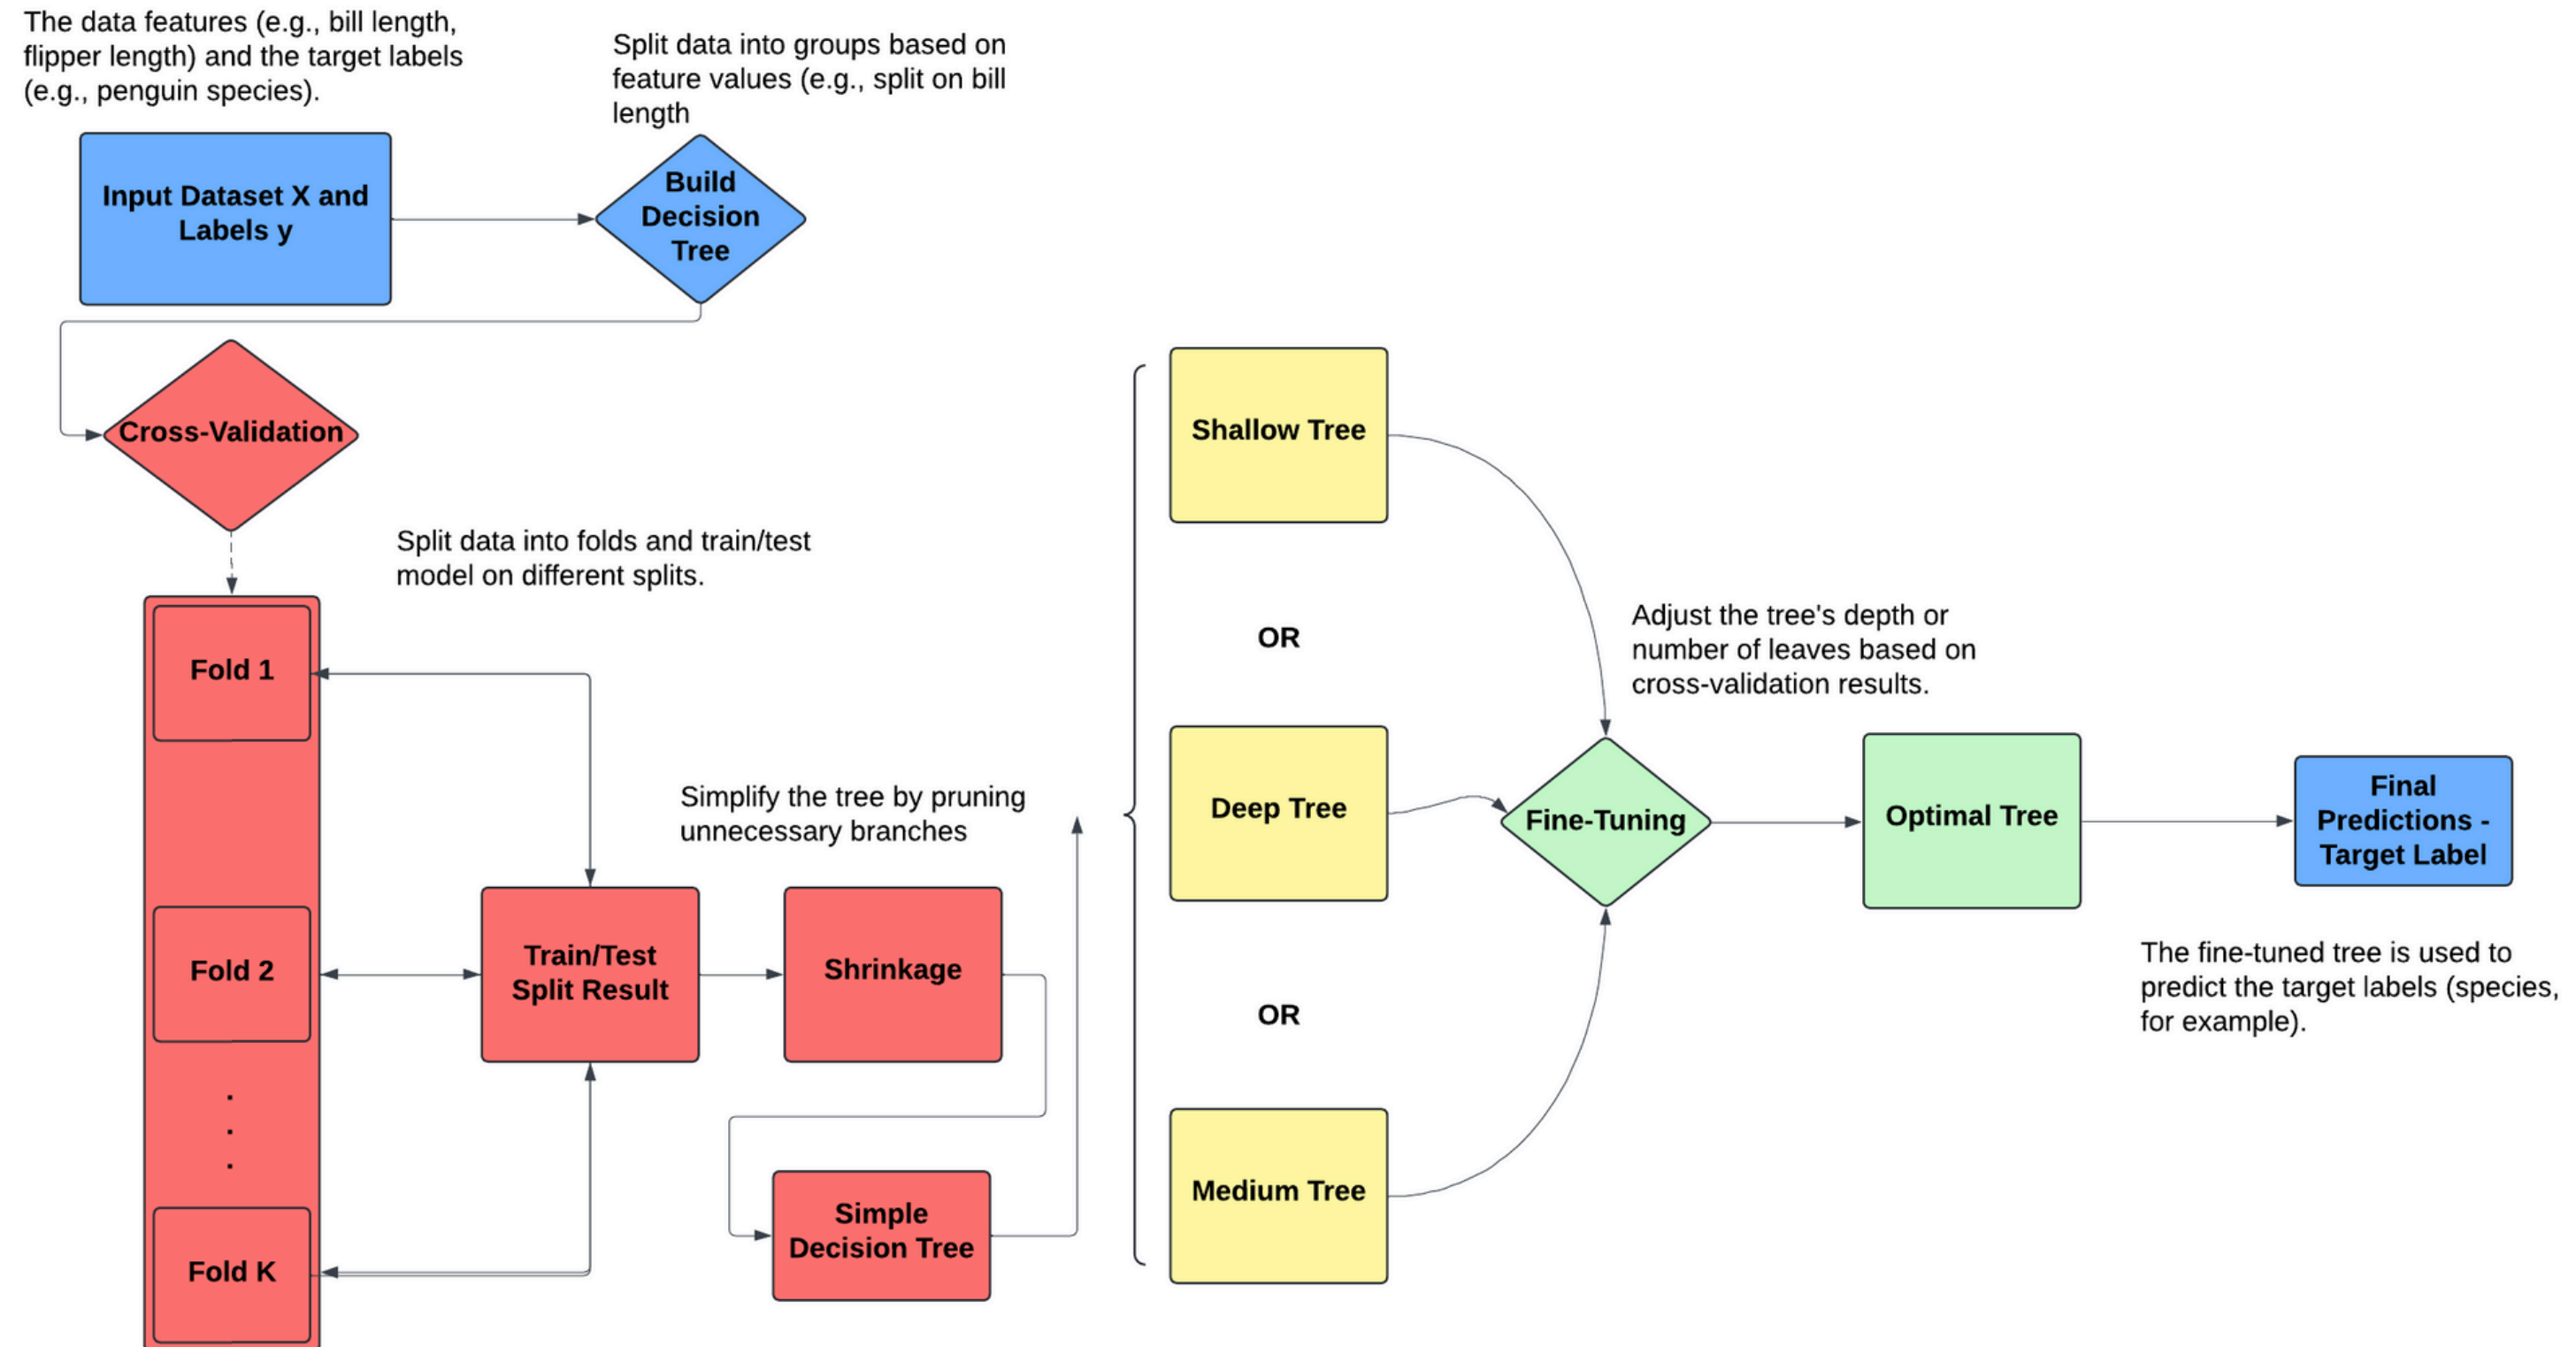 The data features (e.g., bill length,
flipper length) and the target labels
(e.g., penguin species).
Split data into groups based on
feature values (e.g., split on bill
length
Input Dataset X and
Labels y
Build
Decision
Tree
Cross-Validation
Split data into folds and train/test
model on different splits.
Fold 1
Fold 2
.
.
.
Fold K
Train/Test
Split Result
Simplify the tree by pruning
unnecessary branches
Shrinkage
Simple
Decision Tree
Shallow Tree
OR
Deep Tree
OR
Medium Tree
Adjust the tree's depth or
number of leaves based on
cross-validation results.
Fine-Tuning
Optimal Tree
Final
Predictions -
Target Label
The fine-tuned tree is used to
predict the target labels (species,
for example).